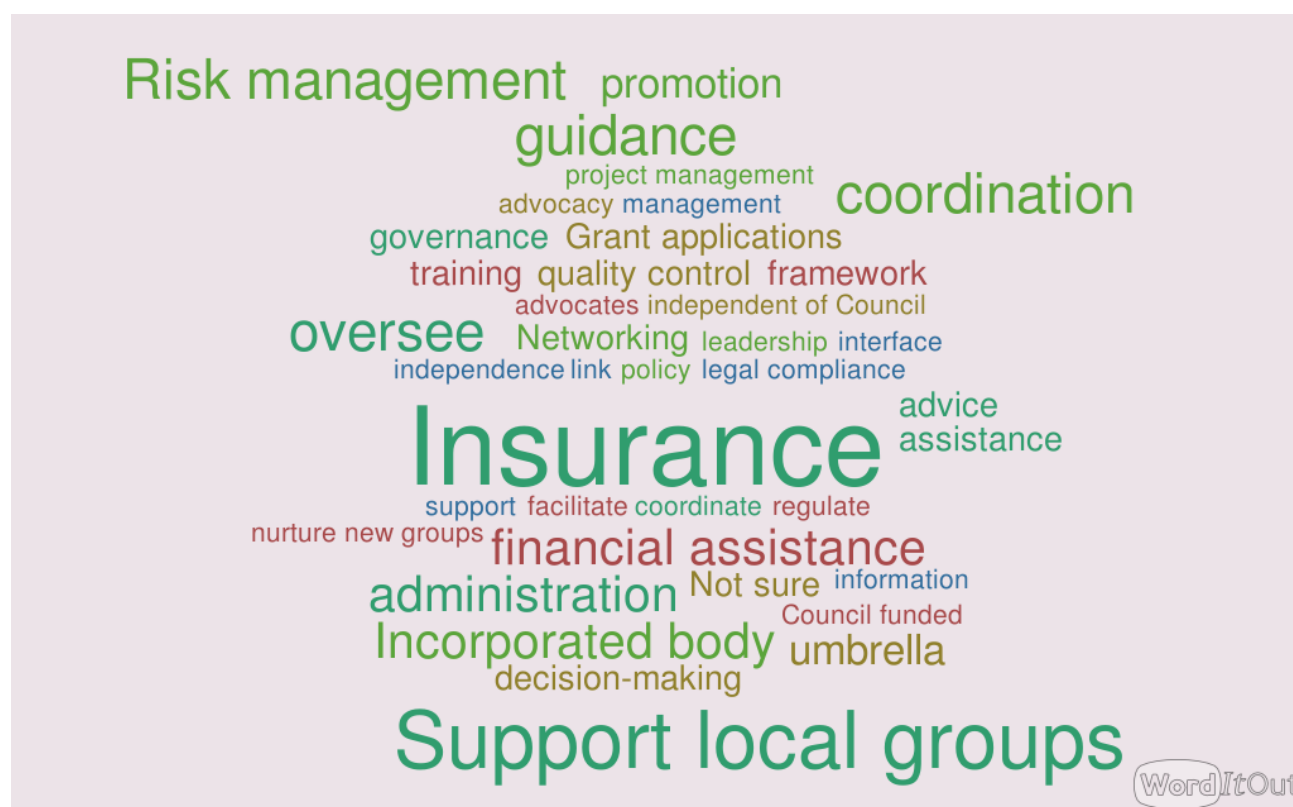 Risk management promotion
guidance
project management
coordination
advocacy management
governance Grant applications
training quality control framework
advocates independent of Council
oversee Networking leadership interface
independence link policy legal compliance
advice
Insurance
assistance
support facilitate coordinate regulate
nurture new groups financial assistance
administration Not sure information
Council funded
Incorporated body umbrella
decision-making
Support local groups
WordItOut